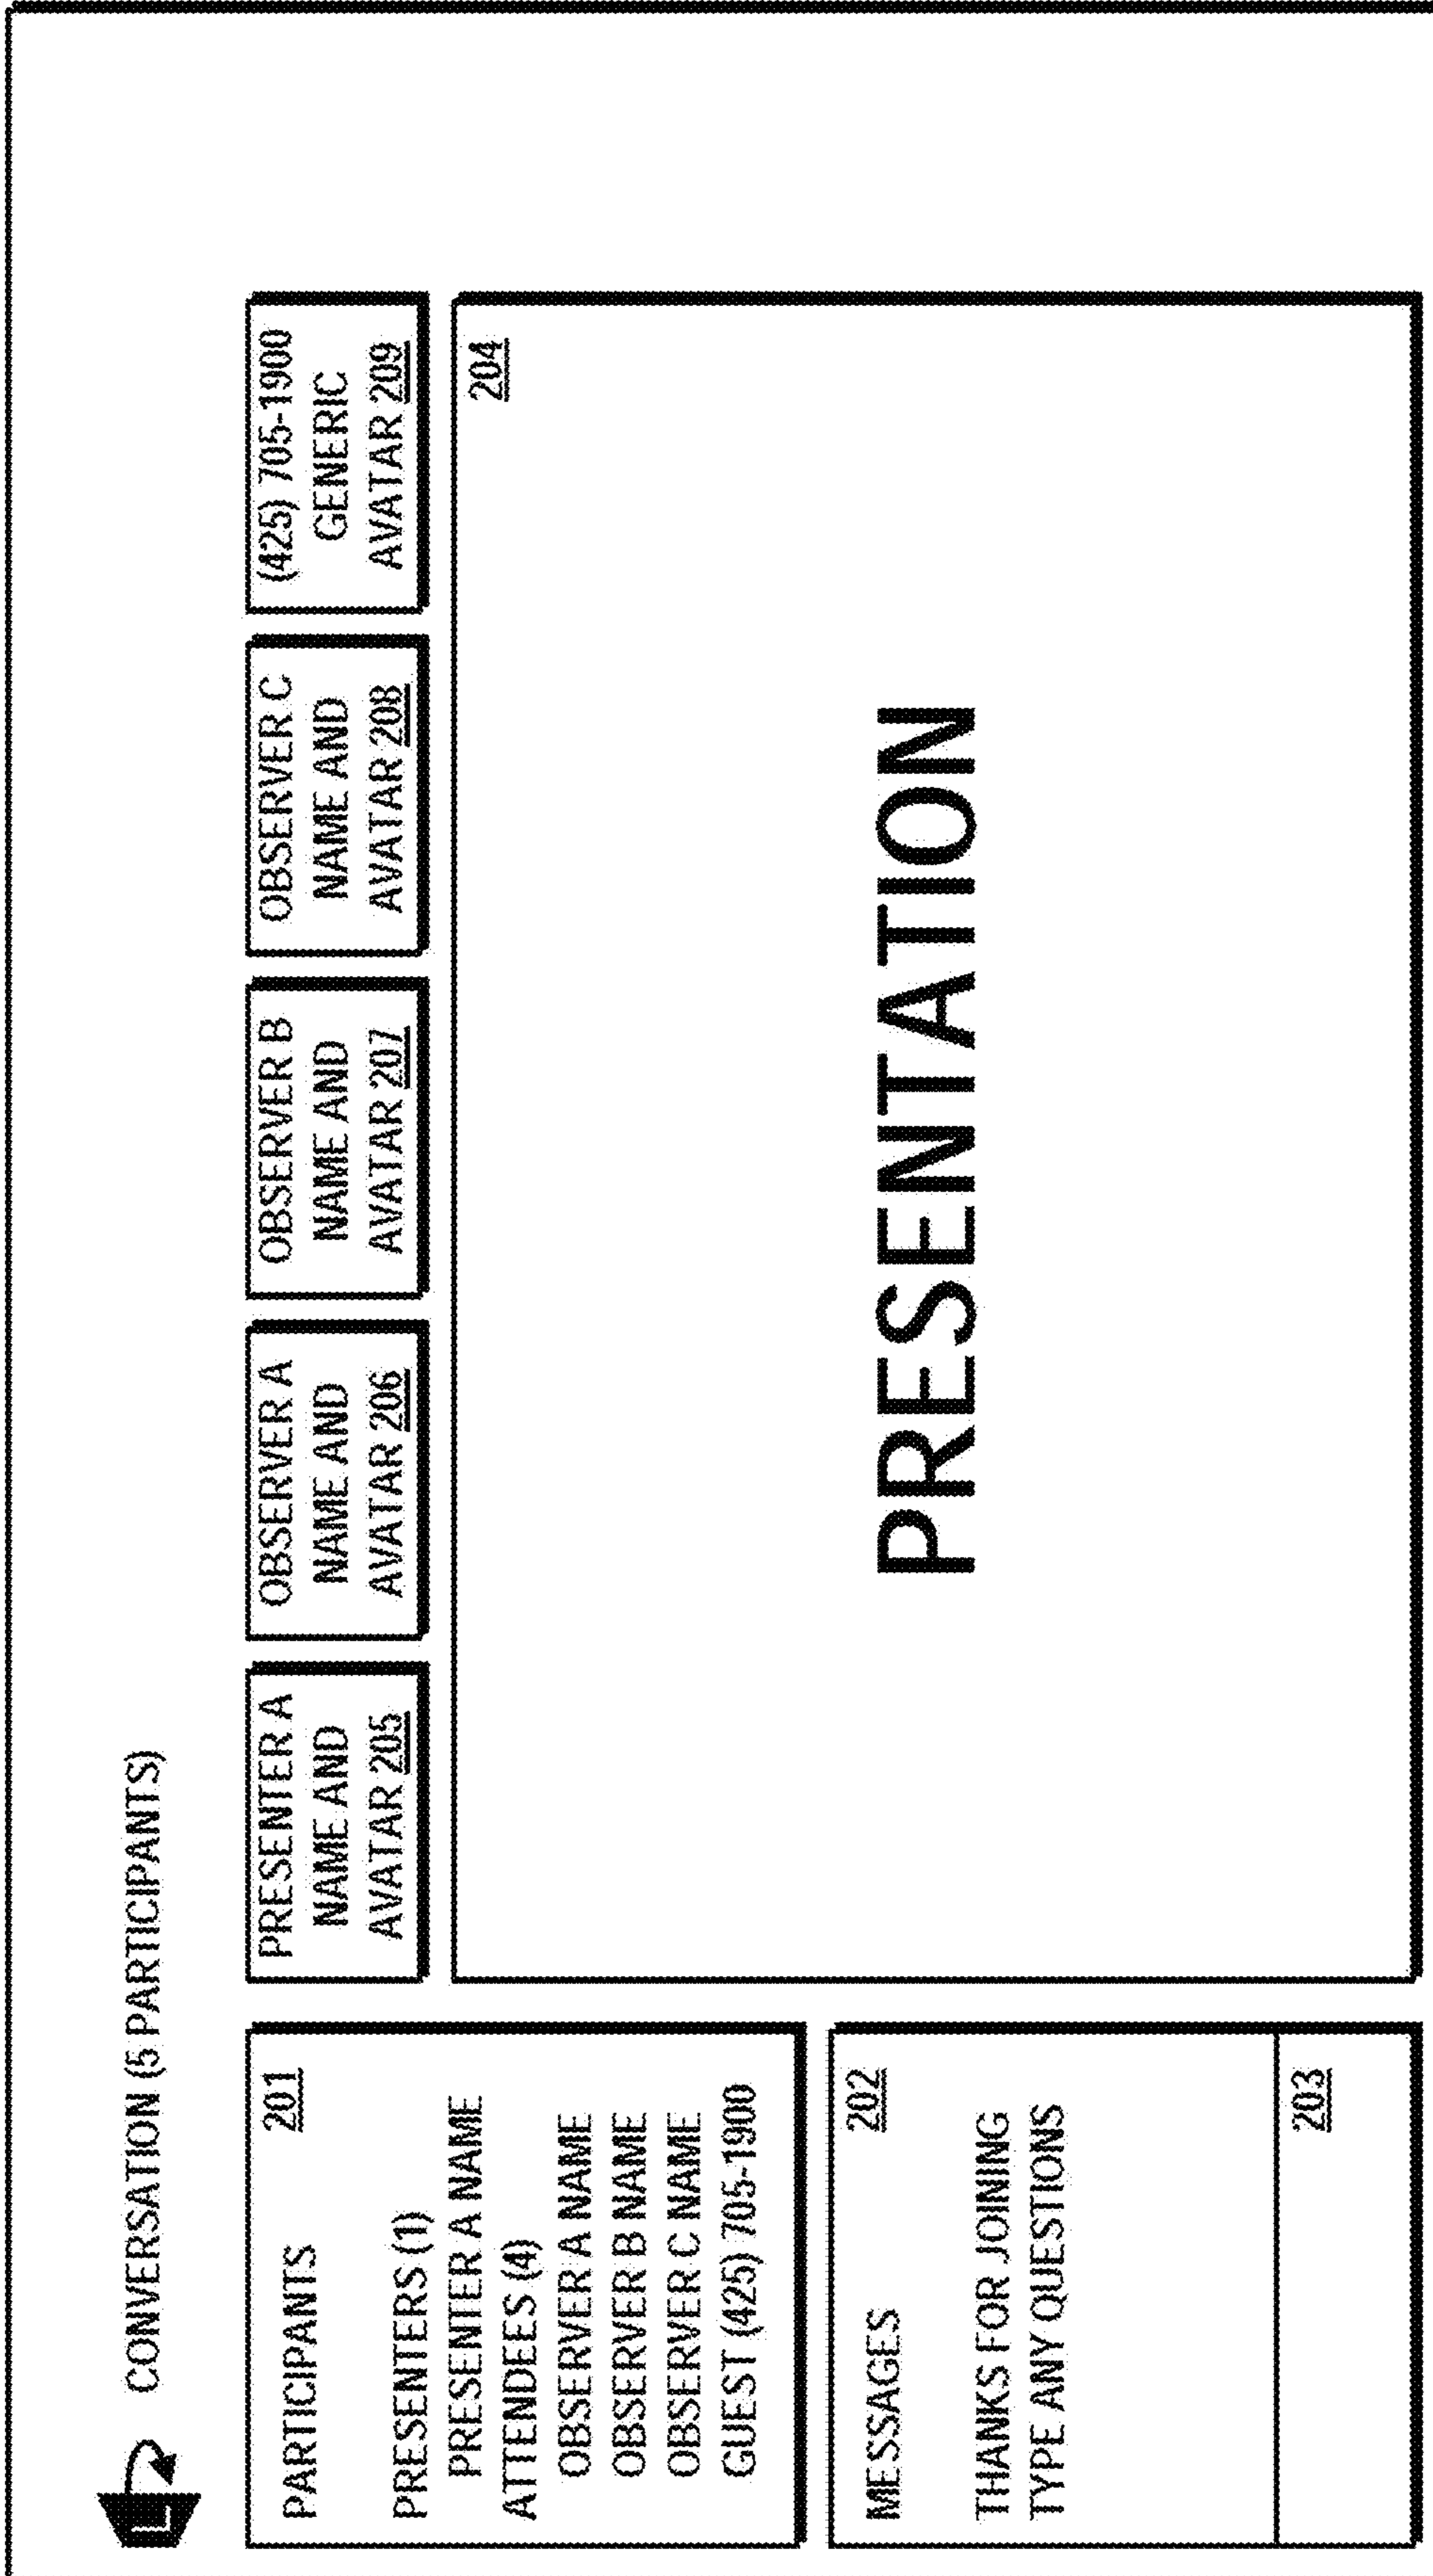 CONVERSATION (5 PARTICIPANTS)
PARTICIPANTS
201
PRESENTERS (1)
PRESENTER A NAME
ATTENDEES (4)
OBSERVER A NAME
OBSERVER B NAME
OBSERVER C NAME
GUEST (425) 705-1900
MESSAGES
202
THANKS FOR JOINING
TYPE ANY QUESTIONS
203
PRESENTER A
NAME AND
AVATAR 205
OBSERVER A
NAME AND
AVATAR 206
OBSERVER B
NAME AND
AVATAR 207
OBSERVER C
NAME AND
AVATAR 208
(425) 705-1900
GENERIC
AVATAR 209
204
PRESENTATION